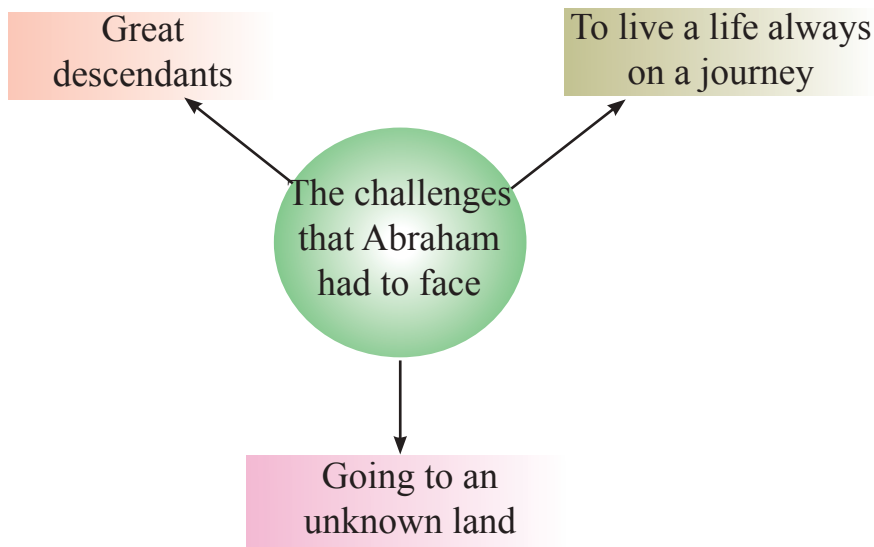 Great
descendants
To live a life always
on a journey
The challenges
that Abraham
had to face
Going to an
unknown land